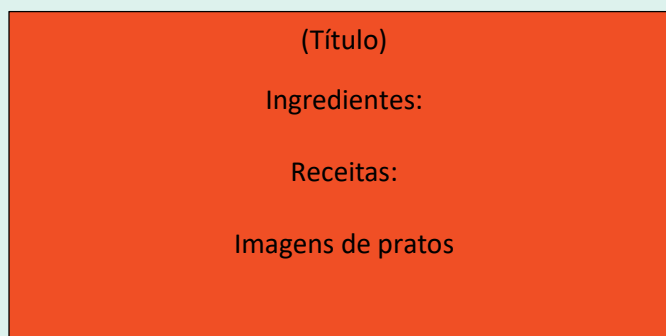 (Título)
Ingredientes:
Receitas:
Imagens de pratos